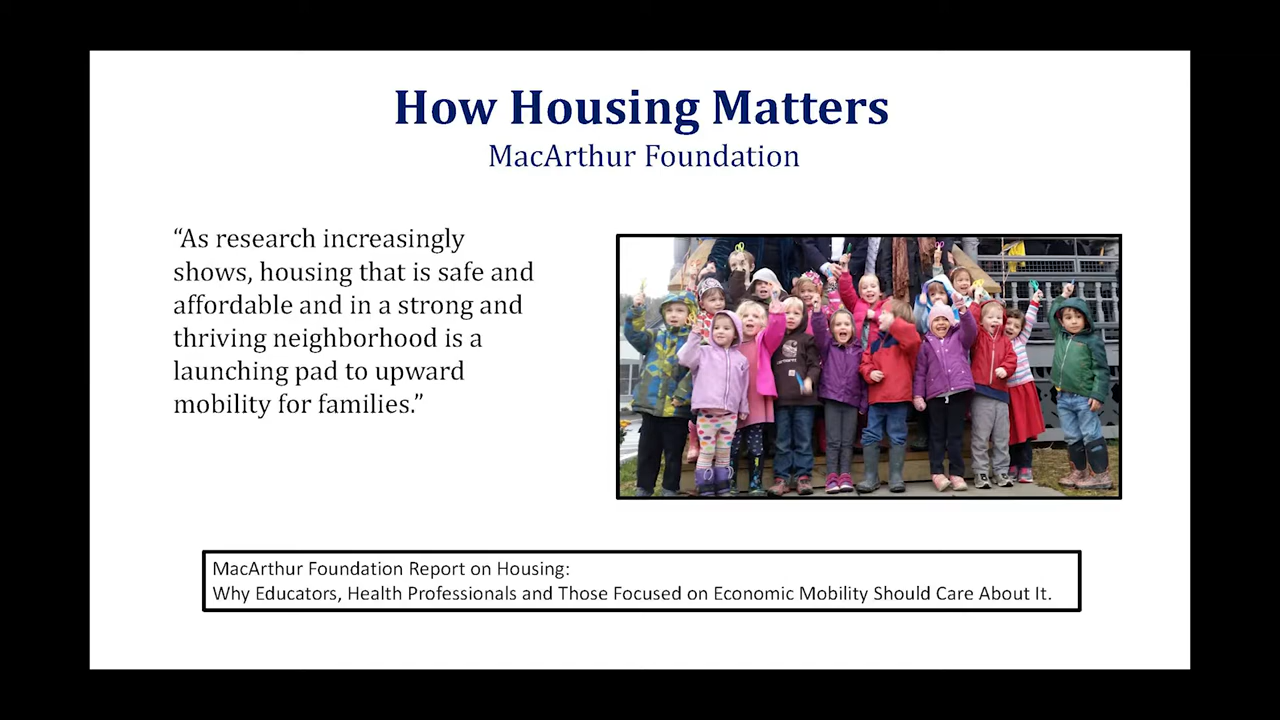 How Housing Matters
MacArthur Foundation
“As research increasingly
shows, housing that is safe and
affordable and in a strong and
thriving neighborhood is a
launching pad to upward
mobility for families.”
MacArthur Foundation Report on Housing:
Why Educators, Health Professionals and Those Focused on Economic Mobility Should Care About It.